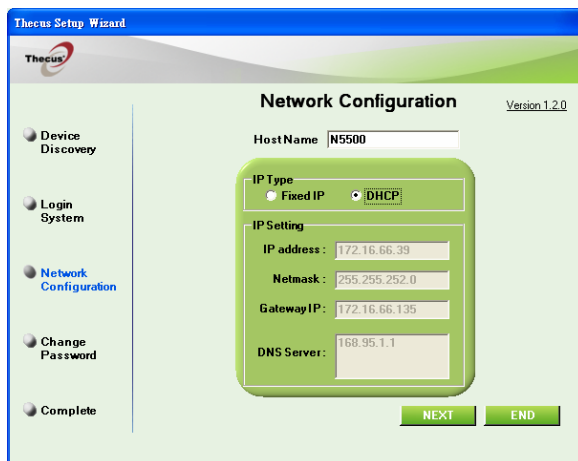 Thecus Setup Wizard
Thecus
Network Configuration
Version 1.2.0
Host Name N5500
Device
Discovery
Login
System
Network
Configuration
Change
Password
Complete
IP Type
Fixed IP DHCP
IP Setting
IP address : 172.16.66.39
Netmask : 255.255.252.0
Gateway IP : 172.16.66.135
DNS Server : 168.95.1.1
NEXT END